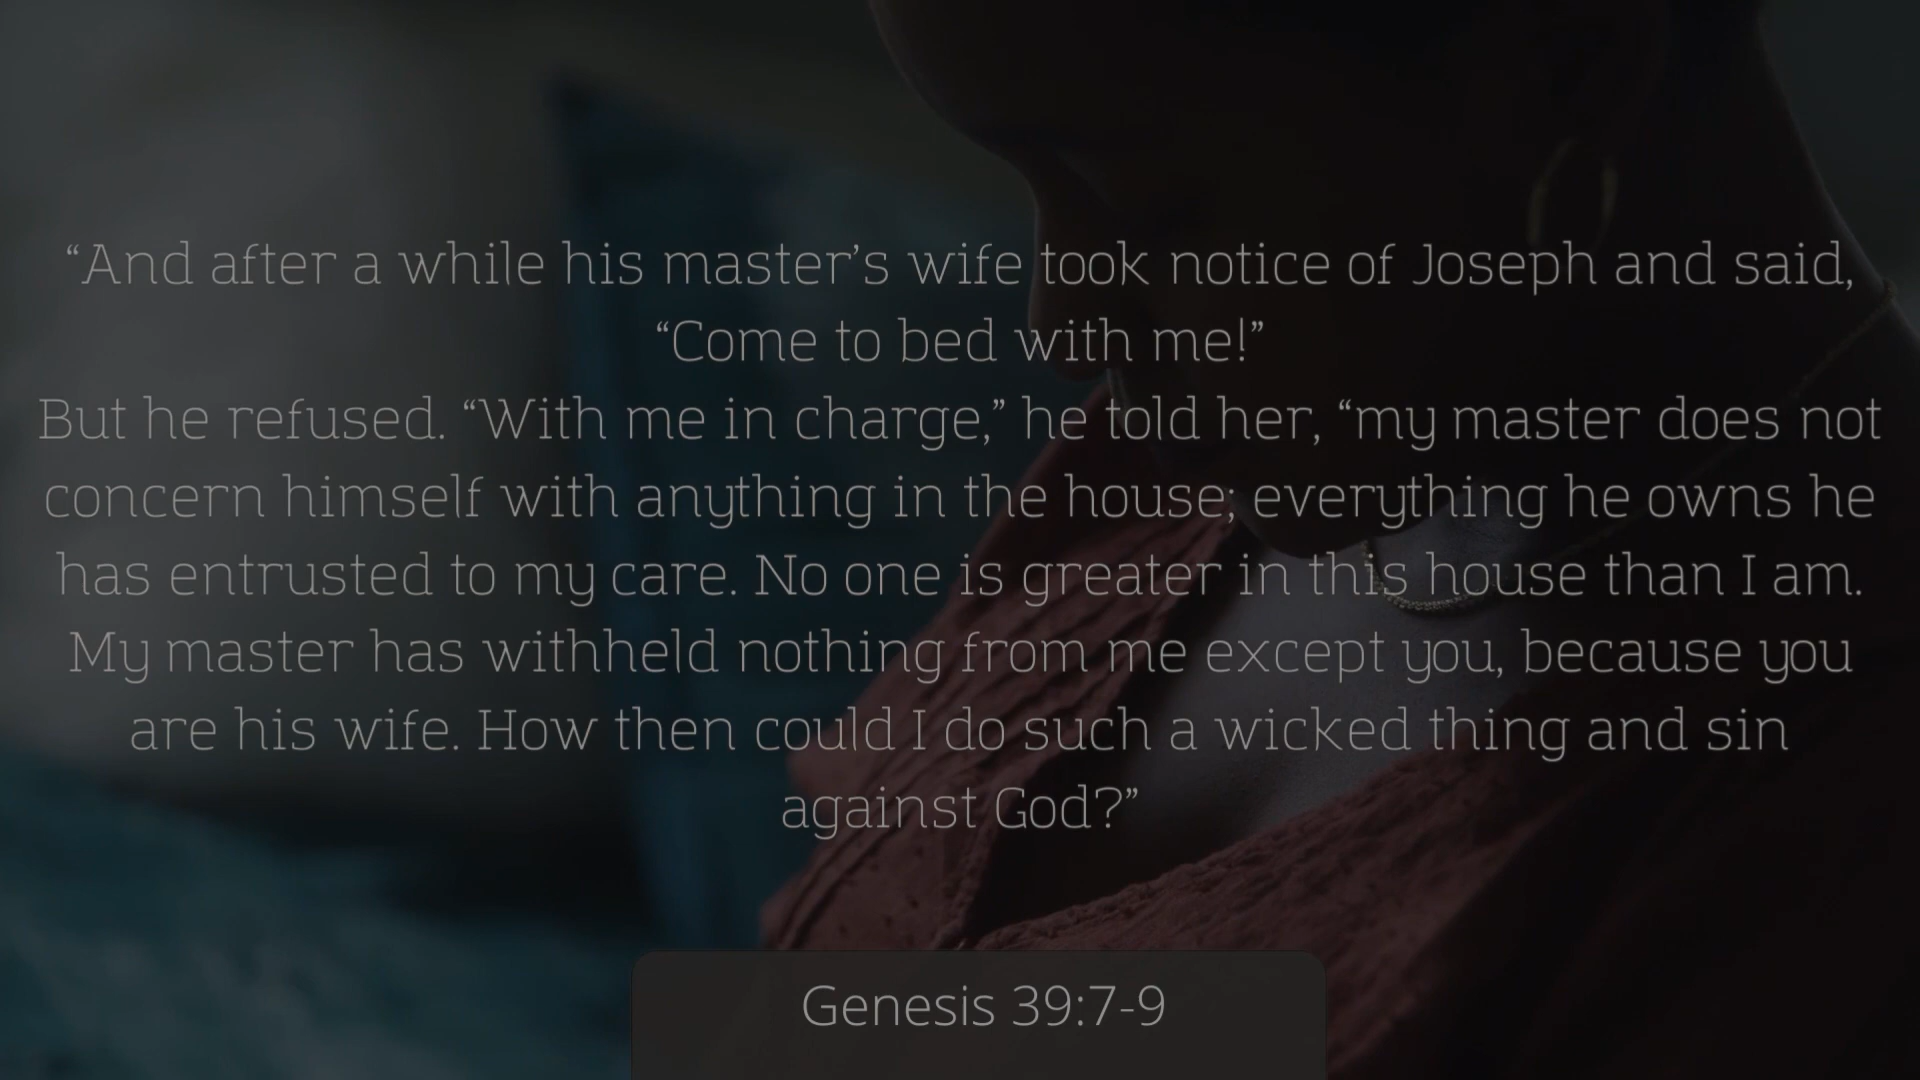 “And after a while his master’s wife took notice of Joseph and said,
“Come to bed with me!”
But he refused. “With me in charge,” he told her, “my master does not
concern himself with anything in the house; everything he owns he
has entrusted to my care. No one is greater in this house than I am.
My master has withheld nothing from me except you, because you
are his wife. How then could I do such a wicked thing and sin
against God?”
Genesis 39:7-9